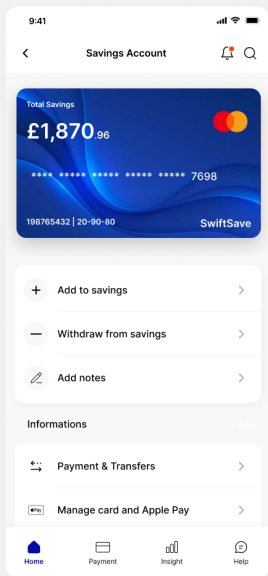 9:41
Savings Account
Total Savings
£1,870.96
**** ***** ***** ***** ***** 7698
198765432 | 20-90-80
SwiftSave
Add to savings
Withdraw from savings
Add notes
Informations
Payment & Transfers
Pay
Manage card and Apple Pay
Home
Payment
Insight
Help